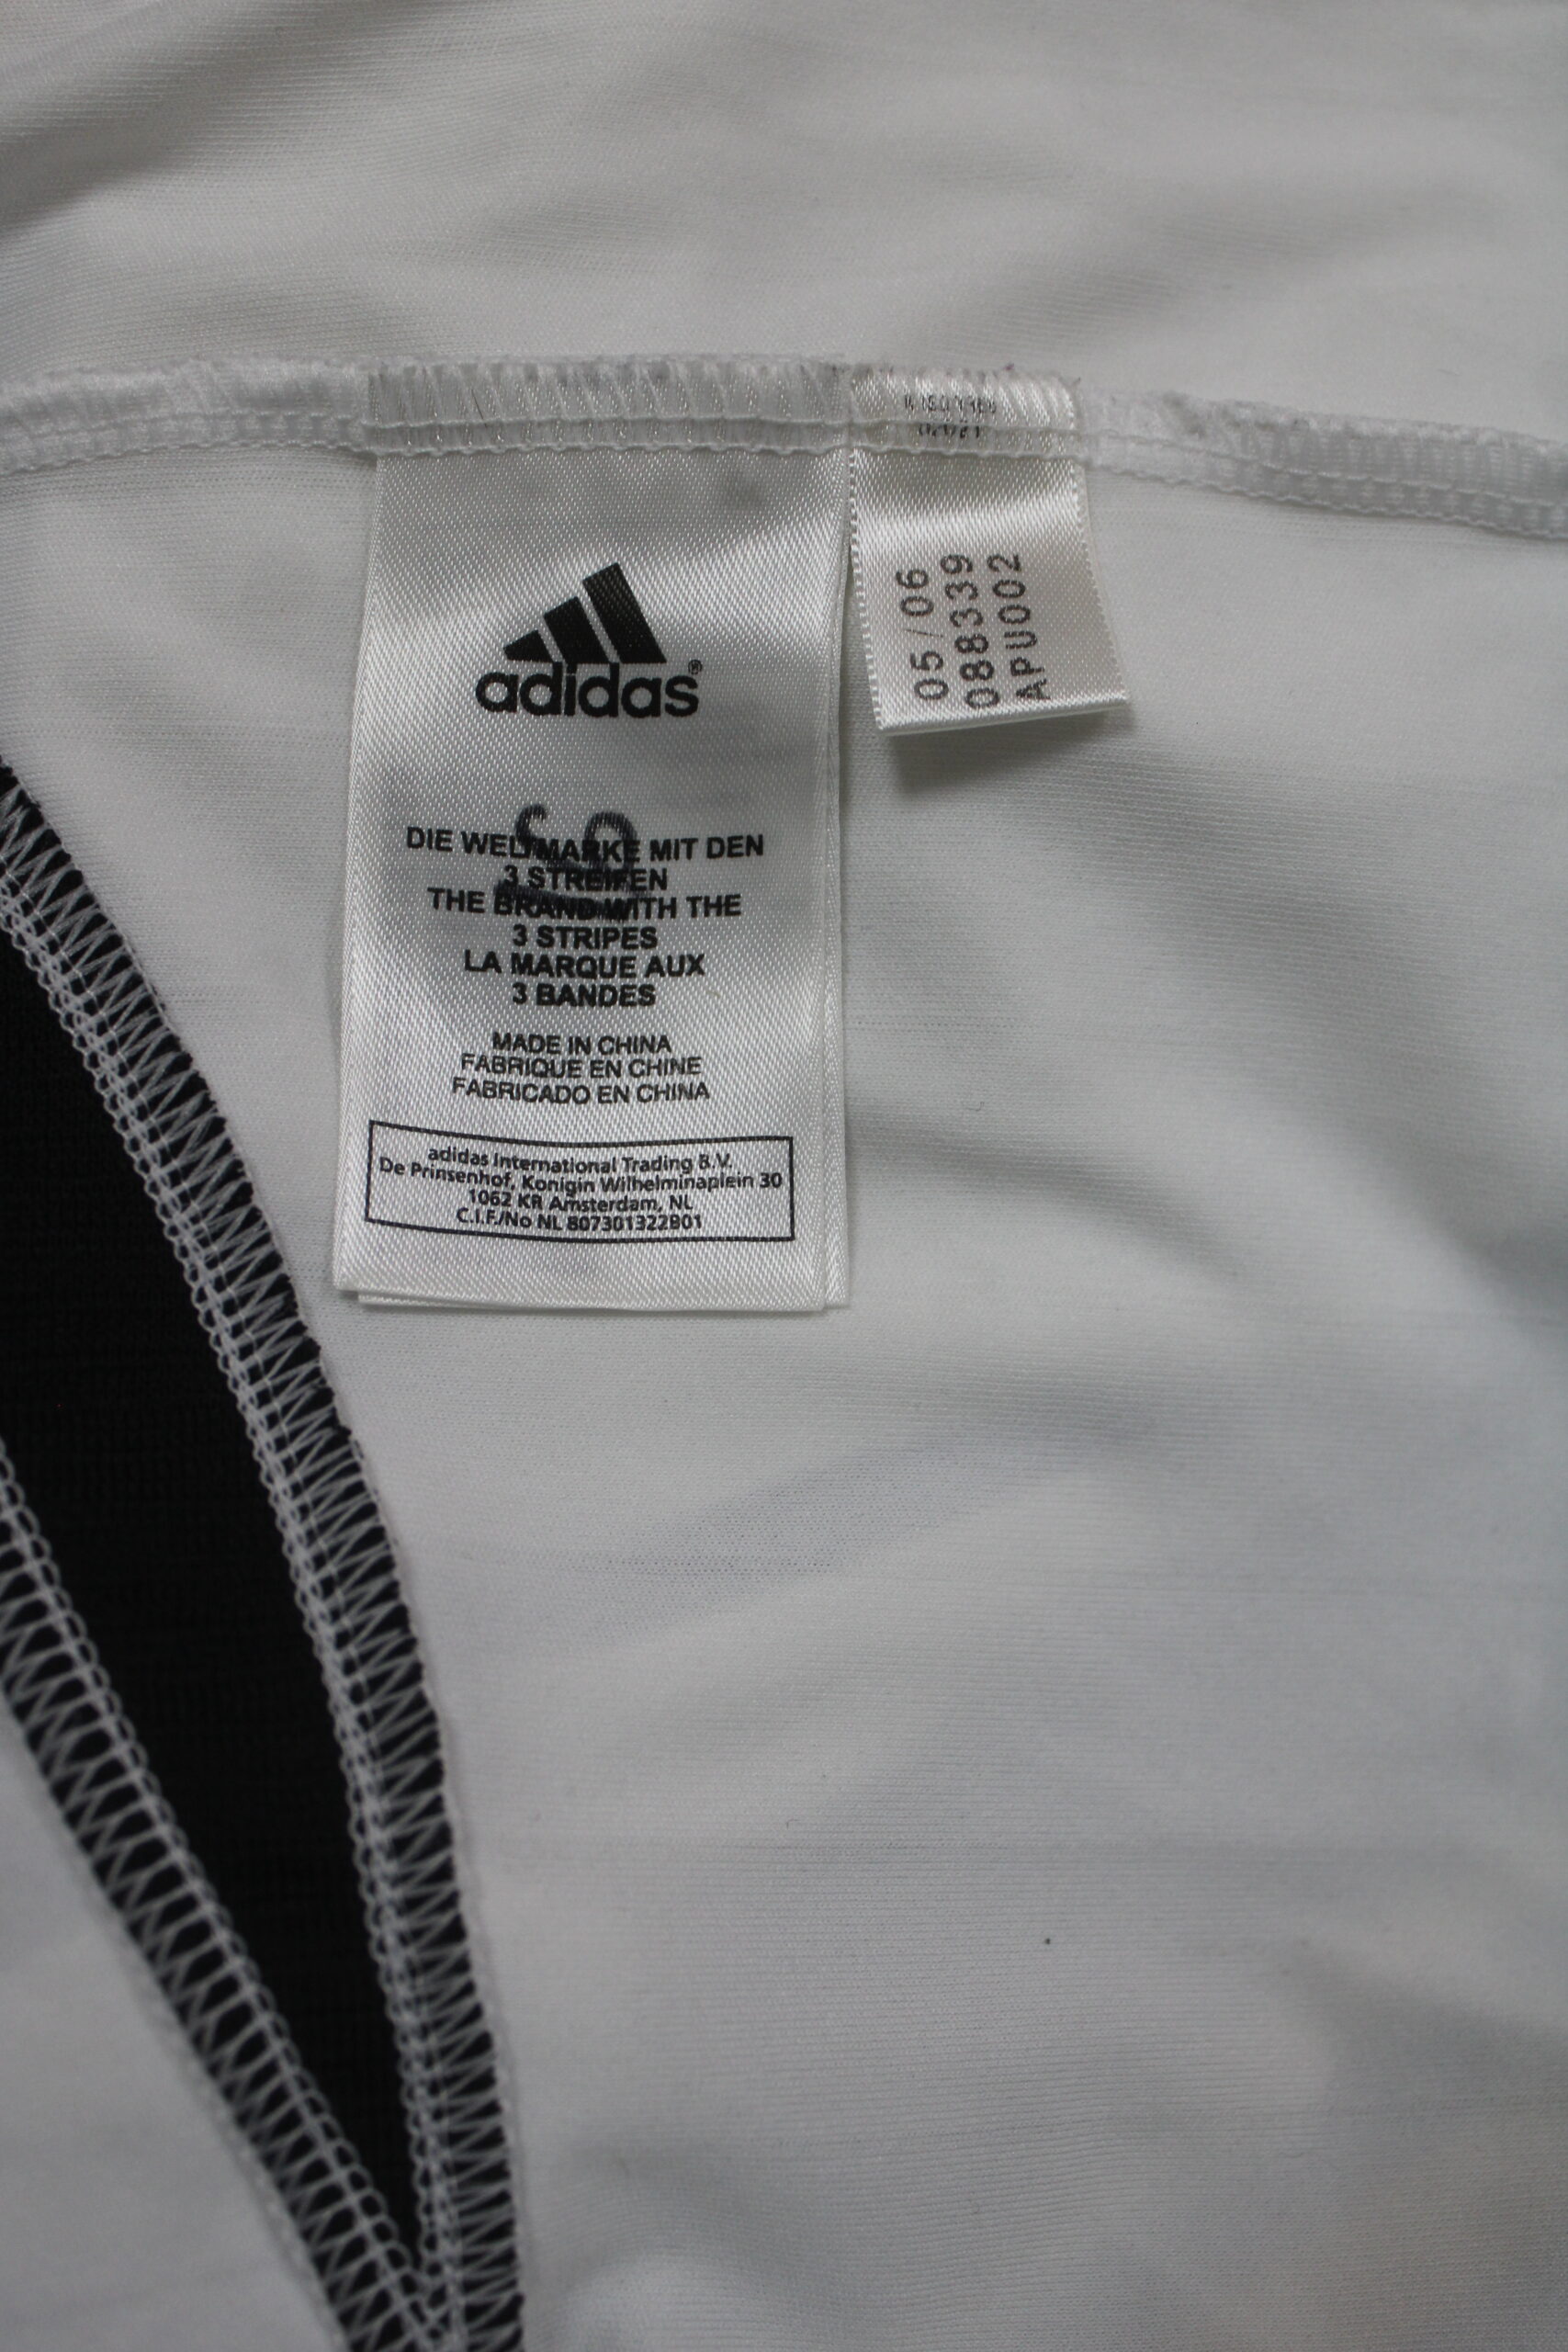 adidas®
DIE WELTMARKE MIT DEN
3 STREIFEN
THE BRAND WITH THE
3 STRIPES
LA MARQUE AUX
3 BANDES
MADE IN CHINA
FABRIQUE EN CHINE
FABRICADO EN CHINA
adidas International Trading B.V.
De Prinsenhof, Konigin Wilhelminaplein 30
1062 KR Amsterdam, NL
C.I.F./No NL 807301322B01
05/06
088339
APU002